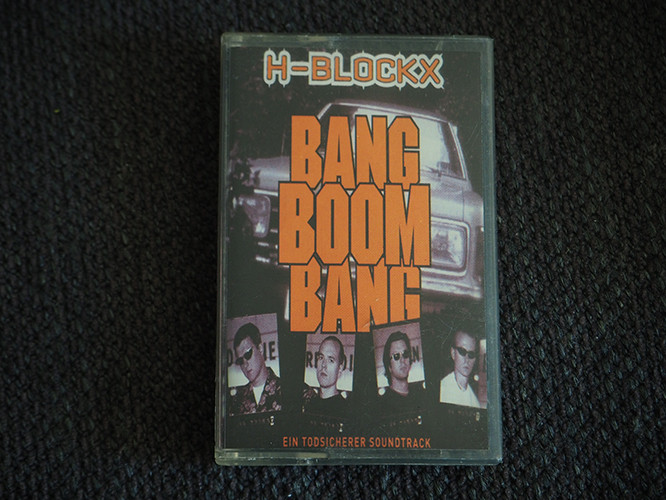 H-BLOCKX
BANG
BOOM
BANG
EIN TODSICHERER SOUNDTRACK